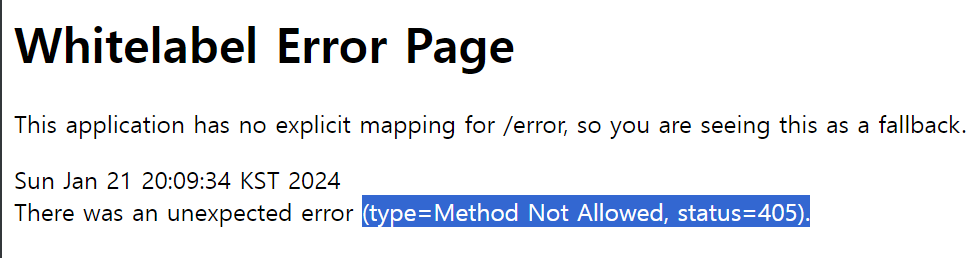 Whitelabel Error Page
This application has no explicit mapping for /error, so you are seeing this as a fallback.
Sun Jan 21 20:09:34 KST 2024
There was an unexpected error (type=Method Not Allowed, status=405).